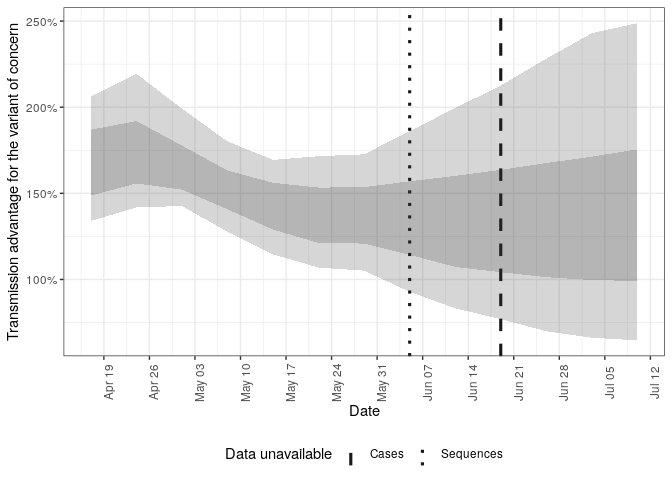 Transmission advantage for the variant of concern
250%
200%
150%
100%
Apr 19
Apr 26
May 03
May 10
May 17
May 24
May 31
Jun 07
Jun 14
Jun 21
Jun 28
Jul 05
Jul 12
Date
Data unavailable Cases Sequences